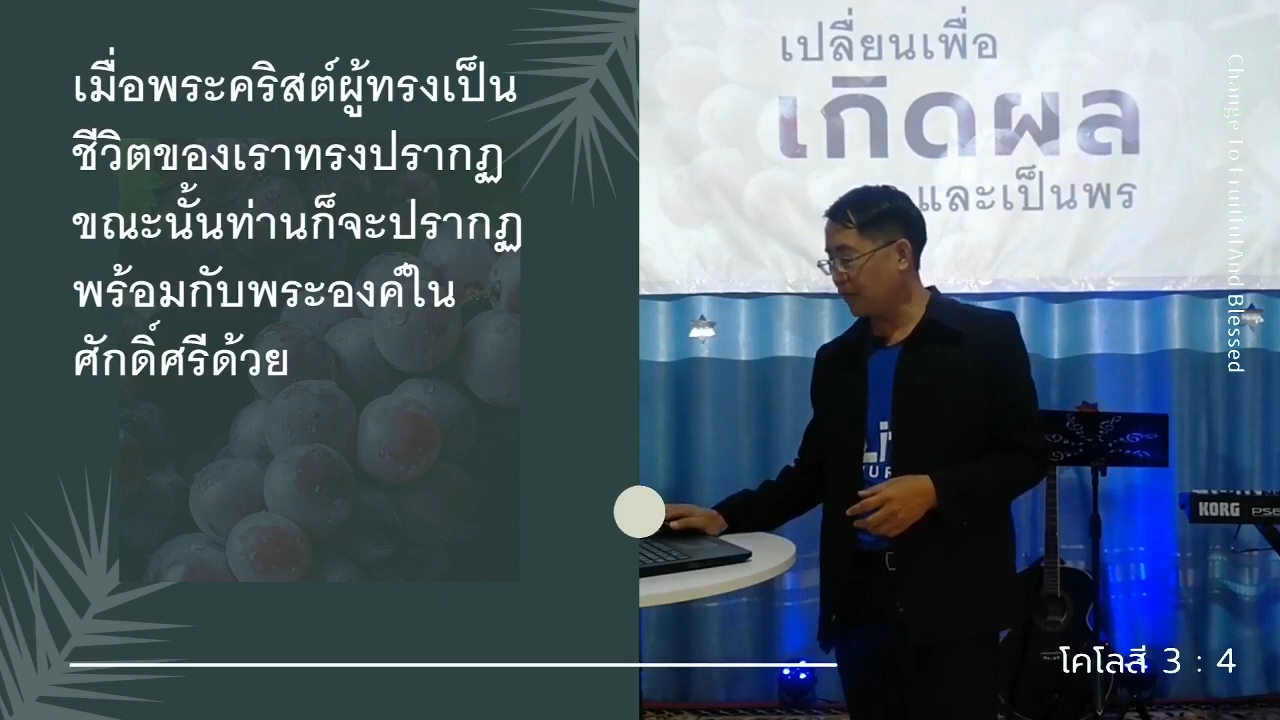 เมื่อพระคริสต์ผู้ทรงเป็น
ชีวิตของเราทรงปรากฏ
ขณะนั้นท่านก็จะปรากฏ
พร้อมกับพระองค์ใน
ศักดิ์ศรีด้วย
เปลี่ยนเพื่อ
เกิดผล
และเป็นพร
Change To Fruitful And Blessed
KORG PS6
โคโลสี 3 : 4